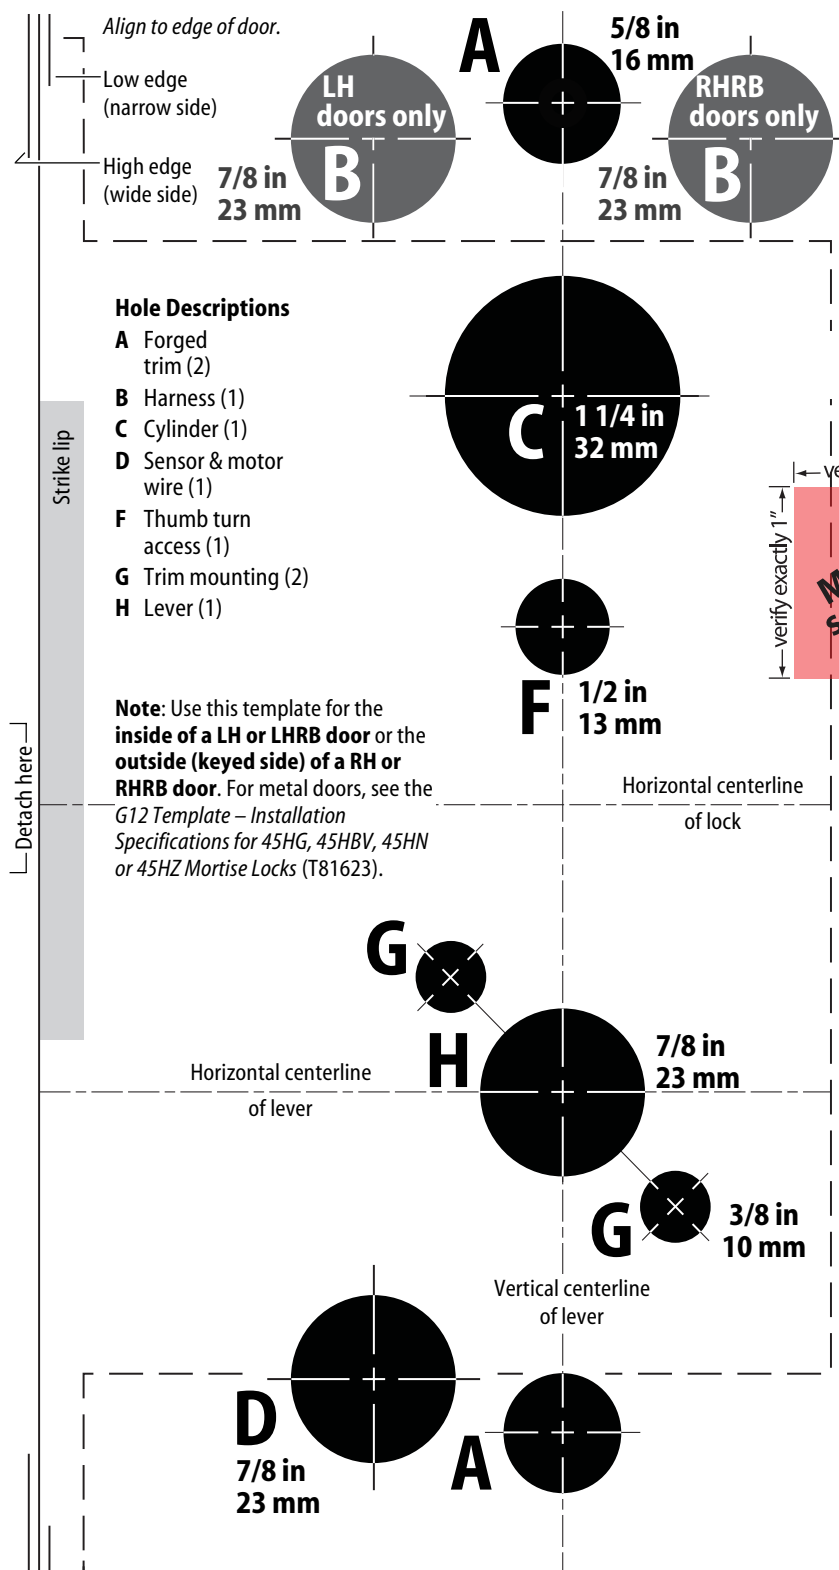 Align to edge of door.
A
5/8 in
16 mm
Low edge
(narrow side)
High edge
(wide side)
LH
doors only
B
7/8 in
23 mm
RHRB
doors only
B
7/8 in
23 mm
Hole Descriptions
A Forged
trim (2)
B Harness (1)
C Cylinder (1)
D Sensor & motor
wire (1)
F Thumb turn
access (1)
G Trim mounting (2)
H Lever (1)
C
1 1/4 in
32 mm
Strike lip
verify exactly 1"
F
1/2 in
13 mm
Note: Use this template for the
inside of a LH or LHRB door or the
outside (keyed side) of a RH or
RHRB door. For metal doors, see the
G12 Template – Installation
Specifications for 45HG, 45HBV, 45HN
or 45HZ Mortise Locks (T81623).
Detach here
Horizontal centerline
of lock
G
H
7/8 in
23 mm
Horizontal centerline
of lever
G
3/8 in
10 mm
Vertical centerline
of lever
D
7/8 in
23 mm
A